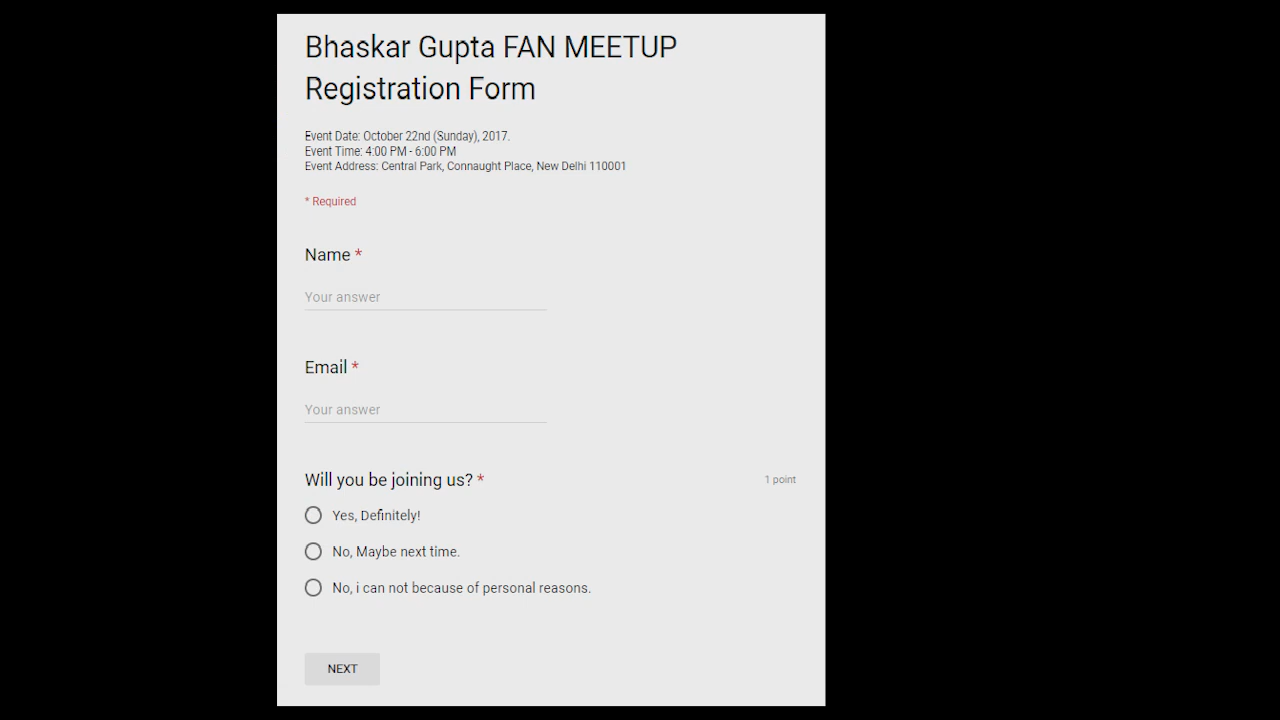 Bhaskar Gupta FAN MEETUP
Registration Form
Event Date: October 22nd (Sunday), 2017.
Event Time: 4:00 PM - 6:00 PM
Event Address: Central Park, Connaught Place, New Delhi 110001
* Required
Name *
Your answer
Email *
Your answer
Will you be joining us? * 1 point
Yes, Definitely!
No, Maybe next time.
No, i can not because of personal reasons.
NEXT